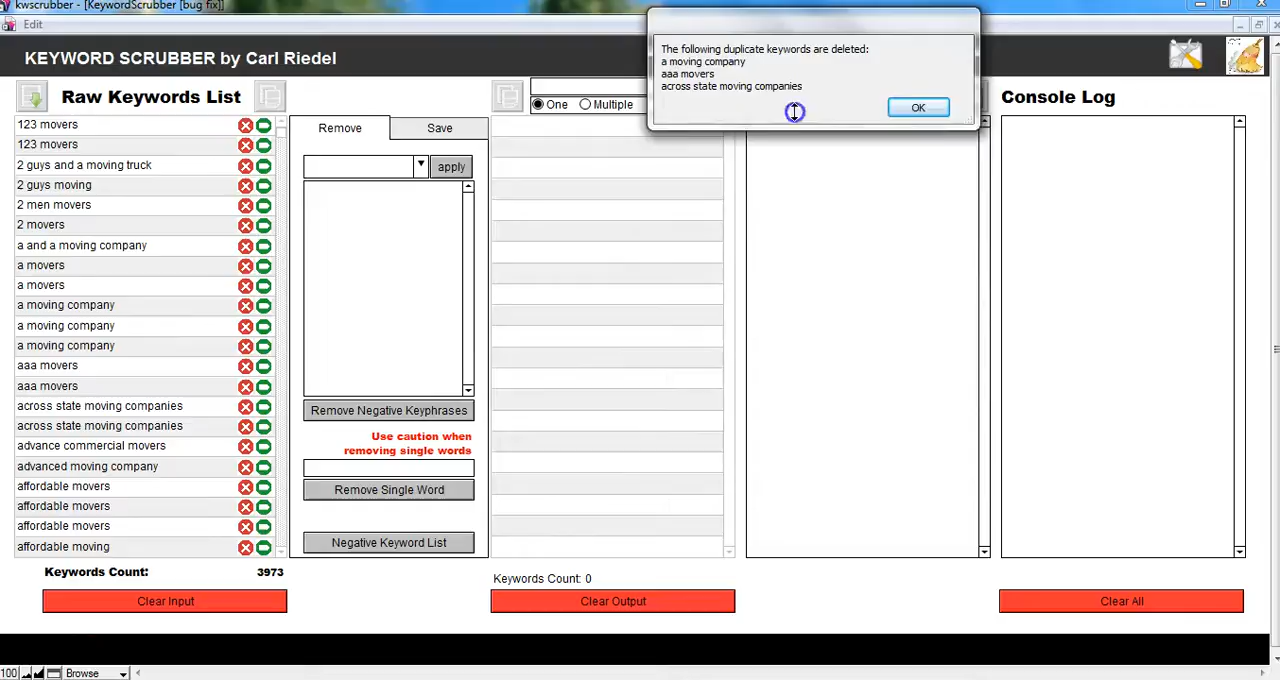 kwscrubber - [KeywordScrubber [bug fix]]
Edit
KEYWORD SCRUBBER by Carl Riedel
The following duplicate keywords are deleted:
a moving company
aaa movers
across state moving companies
OK
Raw Keywords List
One
Multiple
Console Log
123 movers
123 movers
2 guys and a moving truck
2 guys moving
2 men movers
2 movers
a and a moving company
a movers
a movers
a moving company
a moving company
a moving company
aaa movers
aaa movers
across state moving companies
across state moving companies
advance commercial movers
advanced moving company
affordable movers
affordable movers
affordable movers
affordable moving
Keywords Count: 3973
Clear Input
Remove
Save
apply
Remove Negative Keyphrases
Use caution when
removing single words
Remove Single Word
Negative Keyword List
Keywords Count: 0
Clear Output
Clear All
100
Browse